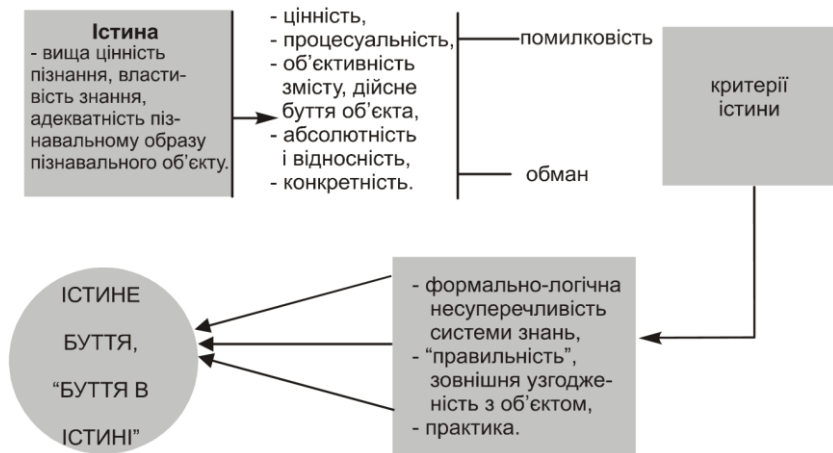 Істина
- вища цінність
пізнання, власти-
вість знання,
адекватність піз-
навальному образу
пізнавального об’єкту.
- цінність,
- процесуальність,
- об’єктивність
змісту, дійсне
буття об’єкта,
- абсолютність
і відносність,
- конкретність.
помилковість
обман
критерії
істини
- формально-логічна
несуперечливість
системи знань,
- “правильність”,
зовнішня узгодже-
ність з об’єктом,
- практика.
ІСТИНЕ
БУТТЯ,
“БУТТЯ В
ІСТИНІ”